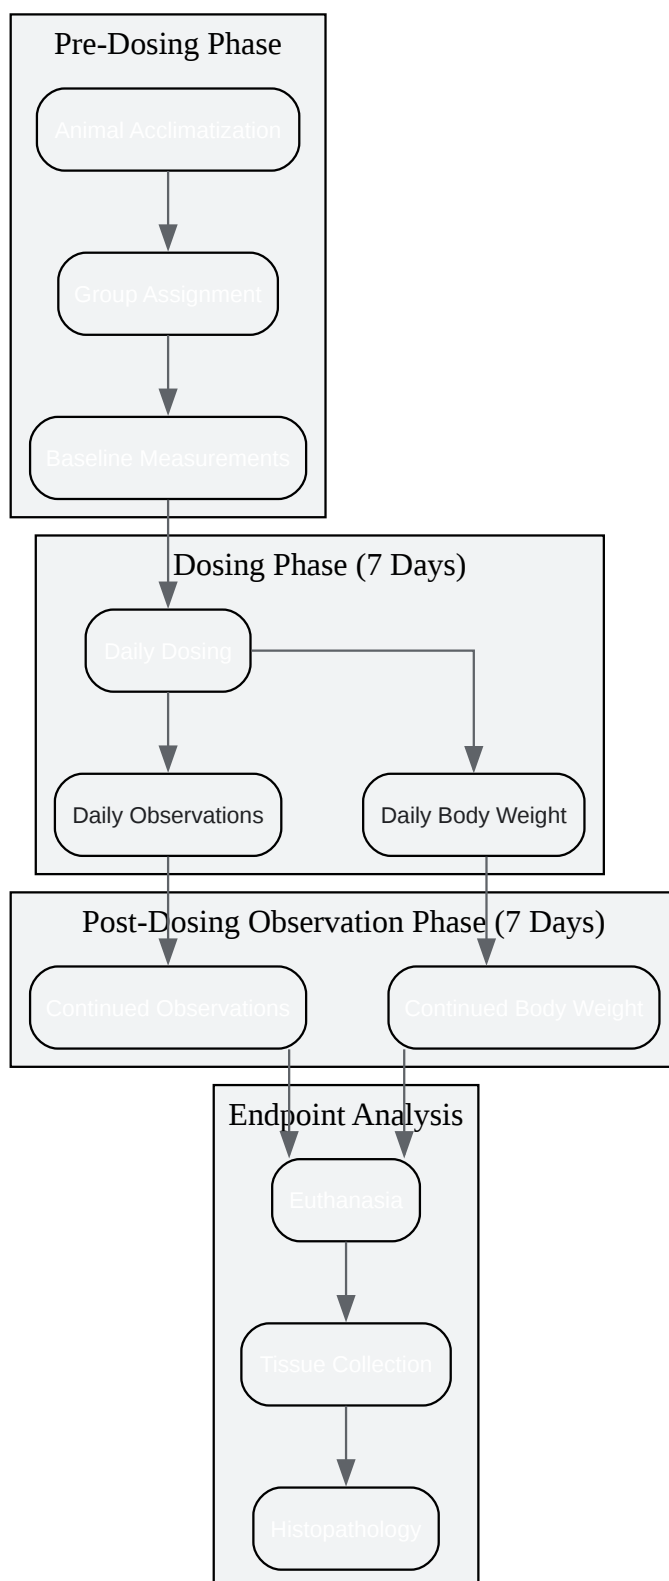 Pre-Dosing Phase
Animal Acclimatization
Group Assignment
Baseline Measurements
Dosing Phase (7 Days)
Daily Dosing
Daily Observations
Daily Body Weight
Post-Dosing Observation Phase (7 Days)
Continued Observations
Continued Body Weight
Endpoint Analysis
Euthanasia
Tissue Collection
Histopathology